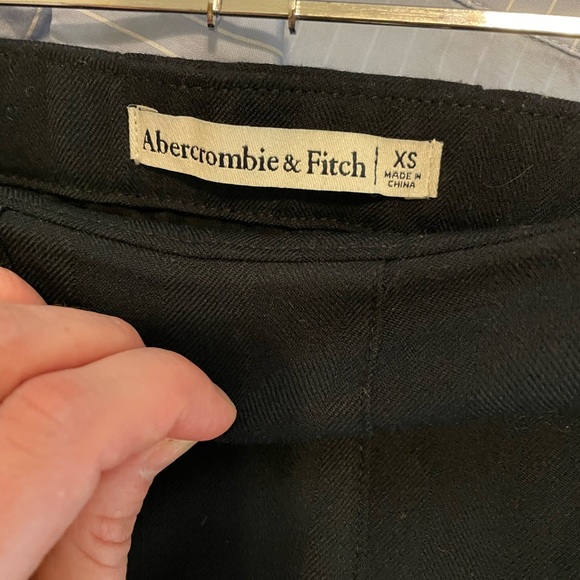 Abercrombie & Fitch
XS
MADE IN
CHINA